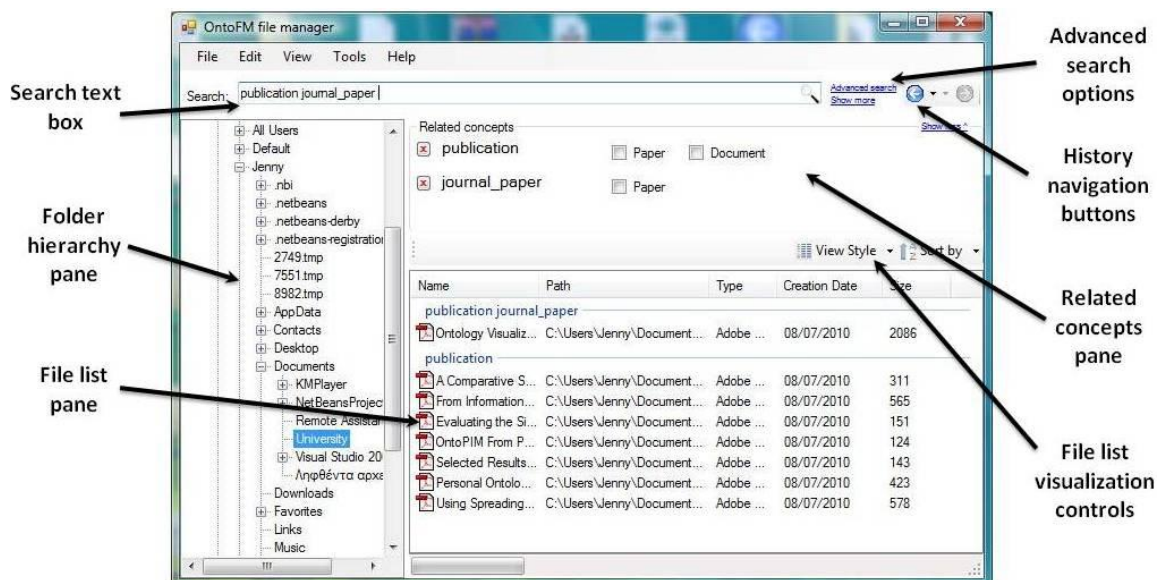 OntoFM file manager
File Edit View Tools Help
Search: publication journal_paper
Advanced search
Show more
Search text
box
Folder
hierarchy
pane
File list
pane
Advanced
search
options
History
navigation
buttons
Related
concepts
pane
File list
visualization
controls
All Users
Default
Jenny
.nbi
.netbeans
.netbeans-derby
.netbeans-registration
2749.tmp
7551.tmp
8982.tmp
AppData
Contacts
Desktop
Documents
KMPlayer
NetBeansProjec
Remote Assistan
University
Visual Studio 20
Ληφθέντα αρχε
Downloads
Favorites
Links
Music
Related concepts
Show less ^
publication Paper Document
journal_paper Paper
View Style Sort by
Name Path Type Creation Date Size
publication journal_paper
Ontology Visualiz... C:\Users\Jenny\Document... Adobe ... 08/07/2010 2086
publication
A Comparative S... C:\Users\Jenny\Document... Adobe ... 08/07/2010 311
From Information... C:\Users\Jenny\Document... Adobe ... 08/07/2010 565
Evaluating the Si... C:\Users\Jenny\Document... Adobe ... 08/07/2010 151
OntoPIM From P... C:\Users\Jenny\Document... Adobe ... 08/07/2010 124
Selected Results... C:\Users\Jenny\Document... Adobe ... 08/07/2010 143
Personal Ontolo... C:\Users\Jenny\Document... Adobe ... 08/07/2010 423
Using Spreading... C:\Users\Jenny\Document... Adobe ... 08/07/2010 578